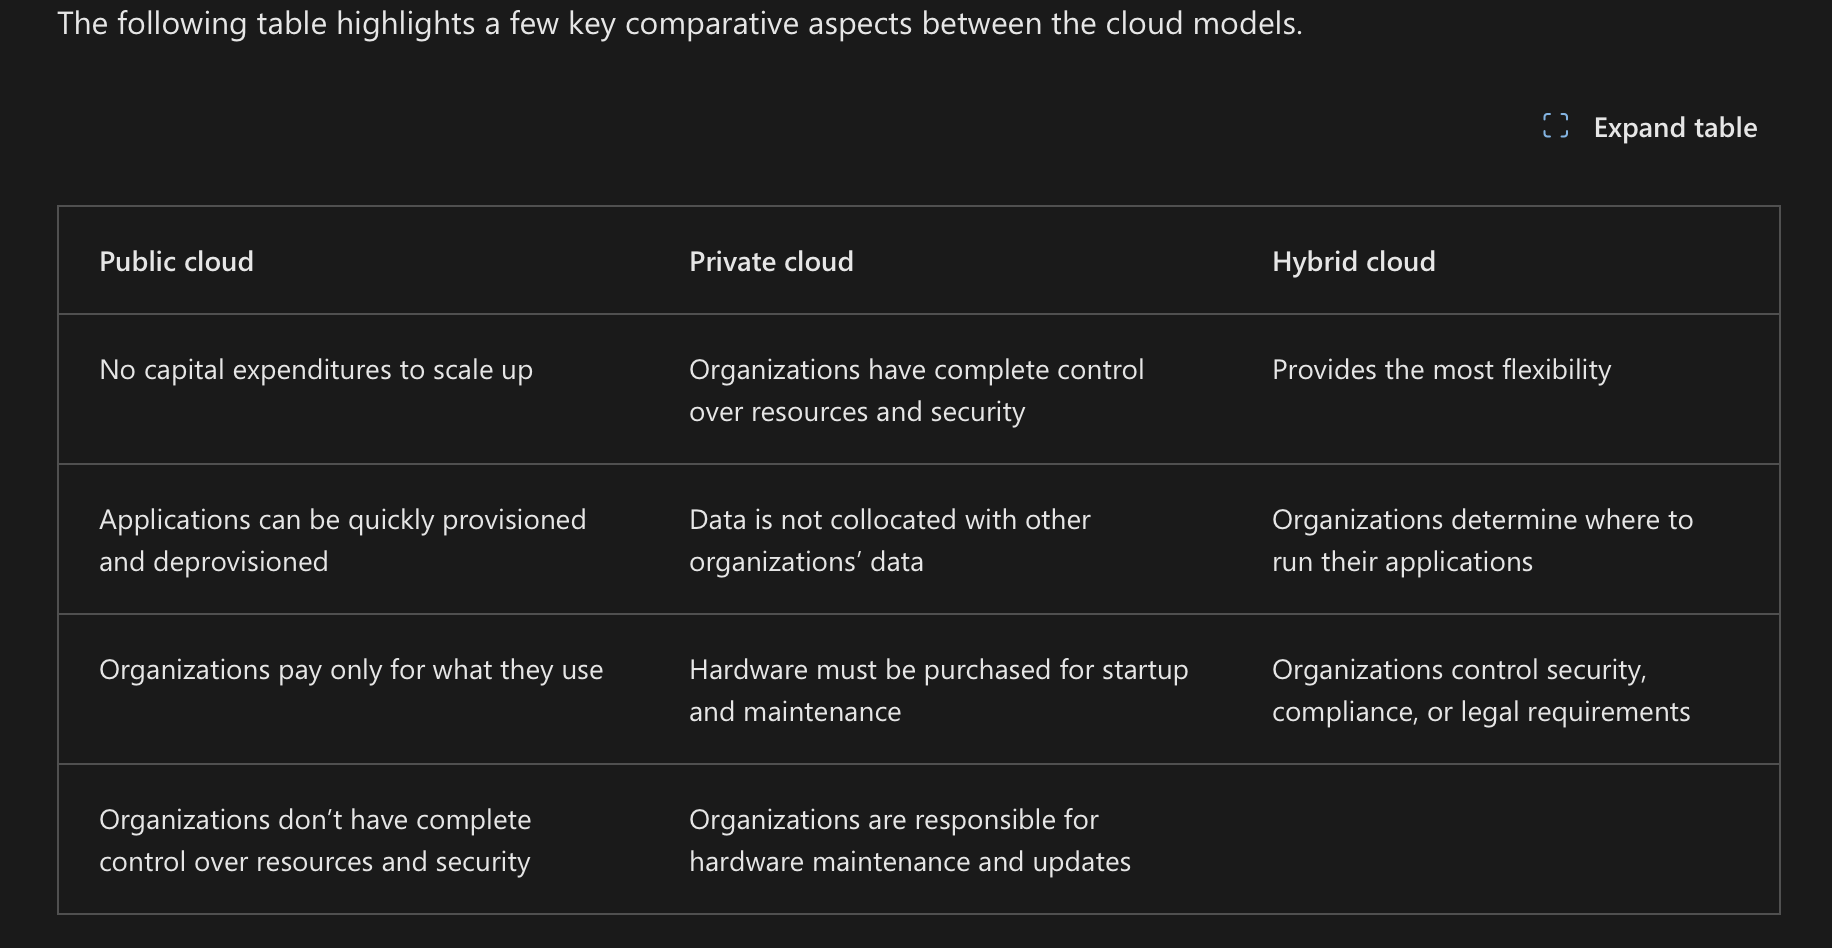 The following table highlights a few key comparative aspects between the cloud models.
Expand table
Public cloud
Private cloud
Hybrid cloud
No capital expenditures to scale up
Organizations have complete control
over resources and security
Provides the most flexibility
Applications can be quickly provisioned
and deprovisioned
Data is not collocated with other
organizations’ data
Organizations determine where to
run their applications
Organizations pay only for what they use
Hardware must be purchased for startup
and maintenance
Organizations control security,
compliance, or legal requirements
Organizations don’t have complete
control over resources and security
Organizations are responsible for
hardware maintenance and updates